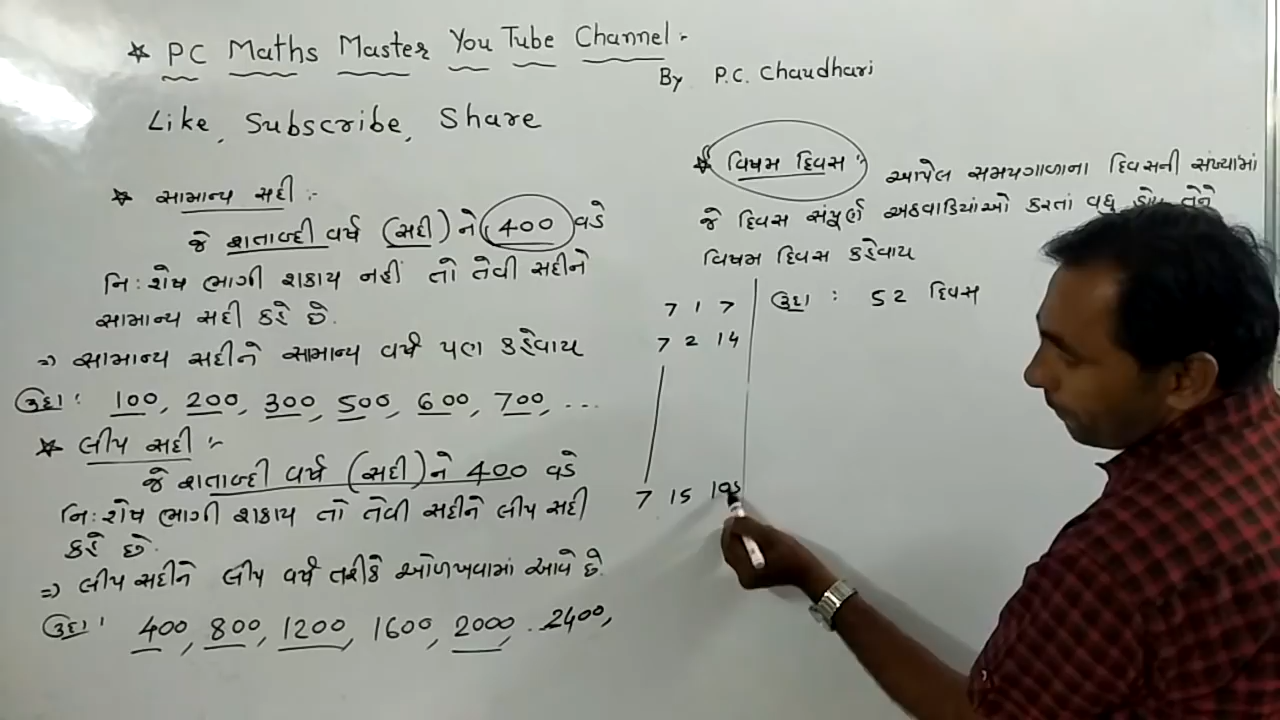 * PC Maths Master You Tube Channel :-
By P.C. Chaudhari
Like, Subscribe, Share
* સામાન્ય સદી :-
જે શતાબ્દી વર્ષ (સદી) ને 400 વડે
નિ:શેષ ભાગી શકાય નહીં તો તેવી સદીને
સામાન્ય સદી કહે છે.
=> સામાન્ય સદીને સામાન્ય વર્ષ પણ કહેવાય
ઉદા: 100, 200, 300, 500, 600, 700, ...
* લીપ સદી :-
જે શતાબ્દી વર્ષ (સદી) ને 400 વડે
નિ:શેષ ભાગી શકાય તો તેવી સદીને લીપ સદી
કહે છે.
=> લીપ સદીને લીપ વર્ષ તરીકે ઓળખવામાં આવે છે.
ઉદા: 400, 800, 1200, 1600, 2000, 2400,
* વિષમ દિવસ :- આપેલ સમયગાળાના દિવસની સંખ્યામાં
જે દિવસ સંપૂર્ણ અઠવાડિયાંઓ કરતાં વધુ હોય તેને
વિષમ દિવસ કહેવાય
7 1 7
7 2 14
7 15 105
ઉદા : 52 દિવસ